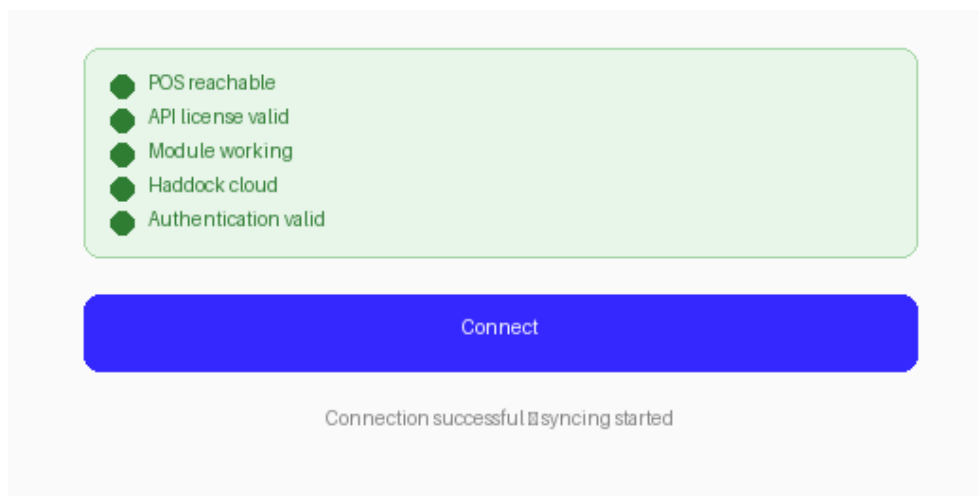 POS reachable
API license valid
Module working
Haddock cloud
Authentication valid
Connect
Connection successful syncing started